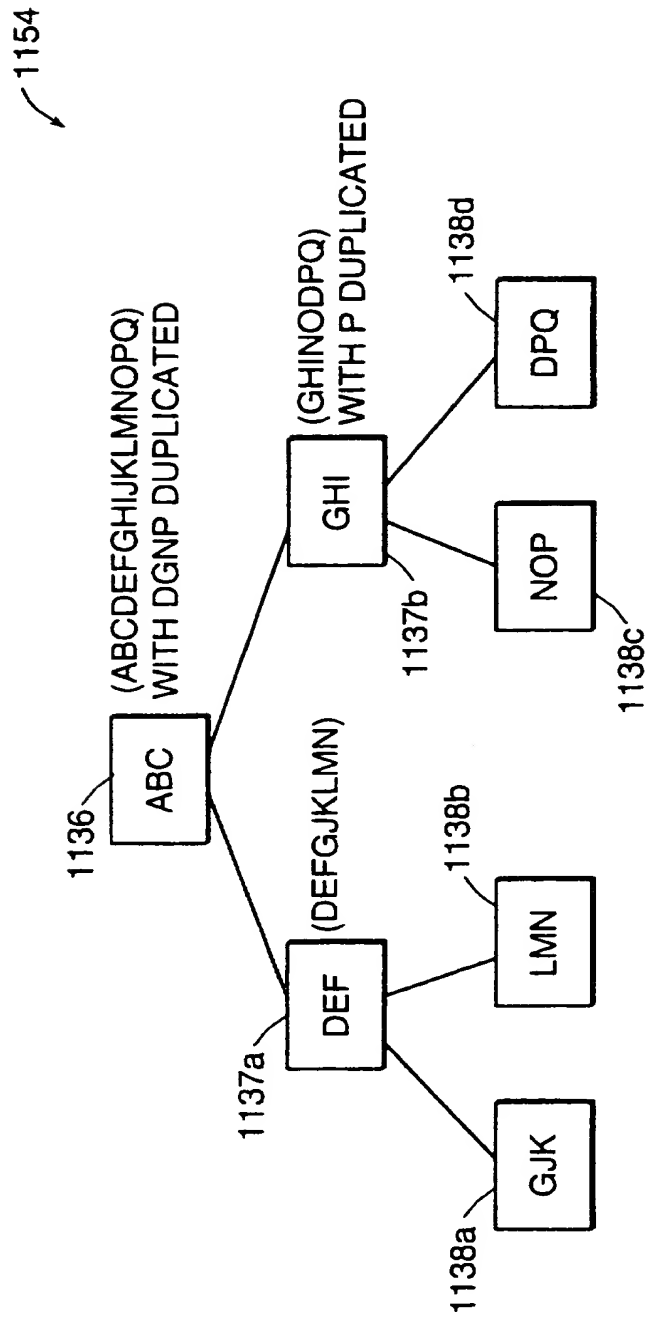 1154
1136
ABC
(ABCDEFGHIJKLMNOPQ)
WITH DGNP DUPLICATED
1137a
DEF
(DEFGJKLMN)
GHI
(GHINODPQ)
WITH P DUPLICATED
1137b
1138a
GJK
LMN
1138b
NOP
1138c
DPQ
1138d